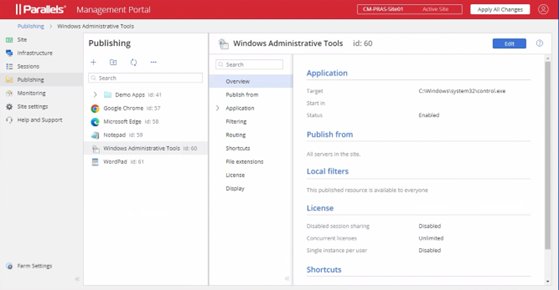 Parallels® Management Portal
CM-PRAS-Site01 Active Site
Apply All Changes
Publishing > Windows Administrative Tools
Site
Infrastructure
Sessions
Publishing
Monitoring
Site settings
Help and Support
Farm Settings
Publishing
Search
Demo Apps id: 41
Google Chrome id: 57
Microsoft Edge id: 58
Notepad id: 59
Windows Administrative Tools id: 60
WordPad id: 61
Windows Administrative Tools id: 60
Edit
Search
Overview
Publish from
Application
Filtering
Routing
Shortcuts
File extensions
License
Display
Application
Target C:\Windows\system32\control.exe
Start in
Status Enabled
Publish from
All servers in the site.
Local filters
This published resource is available to everyone
License
Disabled session sharing Disabled
Concurrent licenses Unlimited
Single instance per user Disabled
Shortcuts